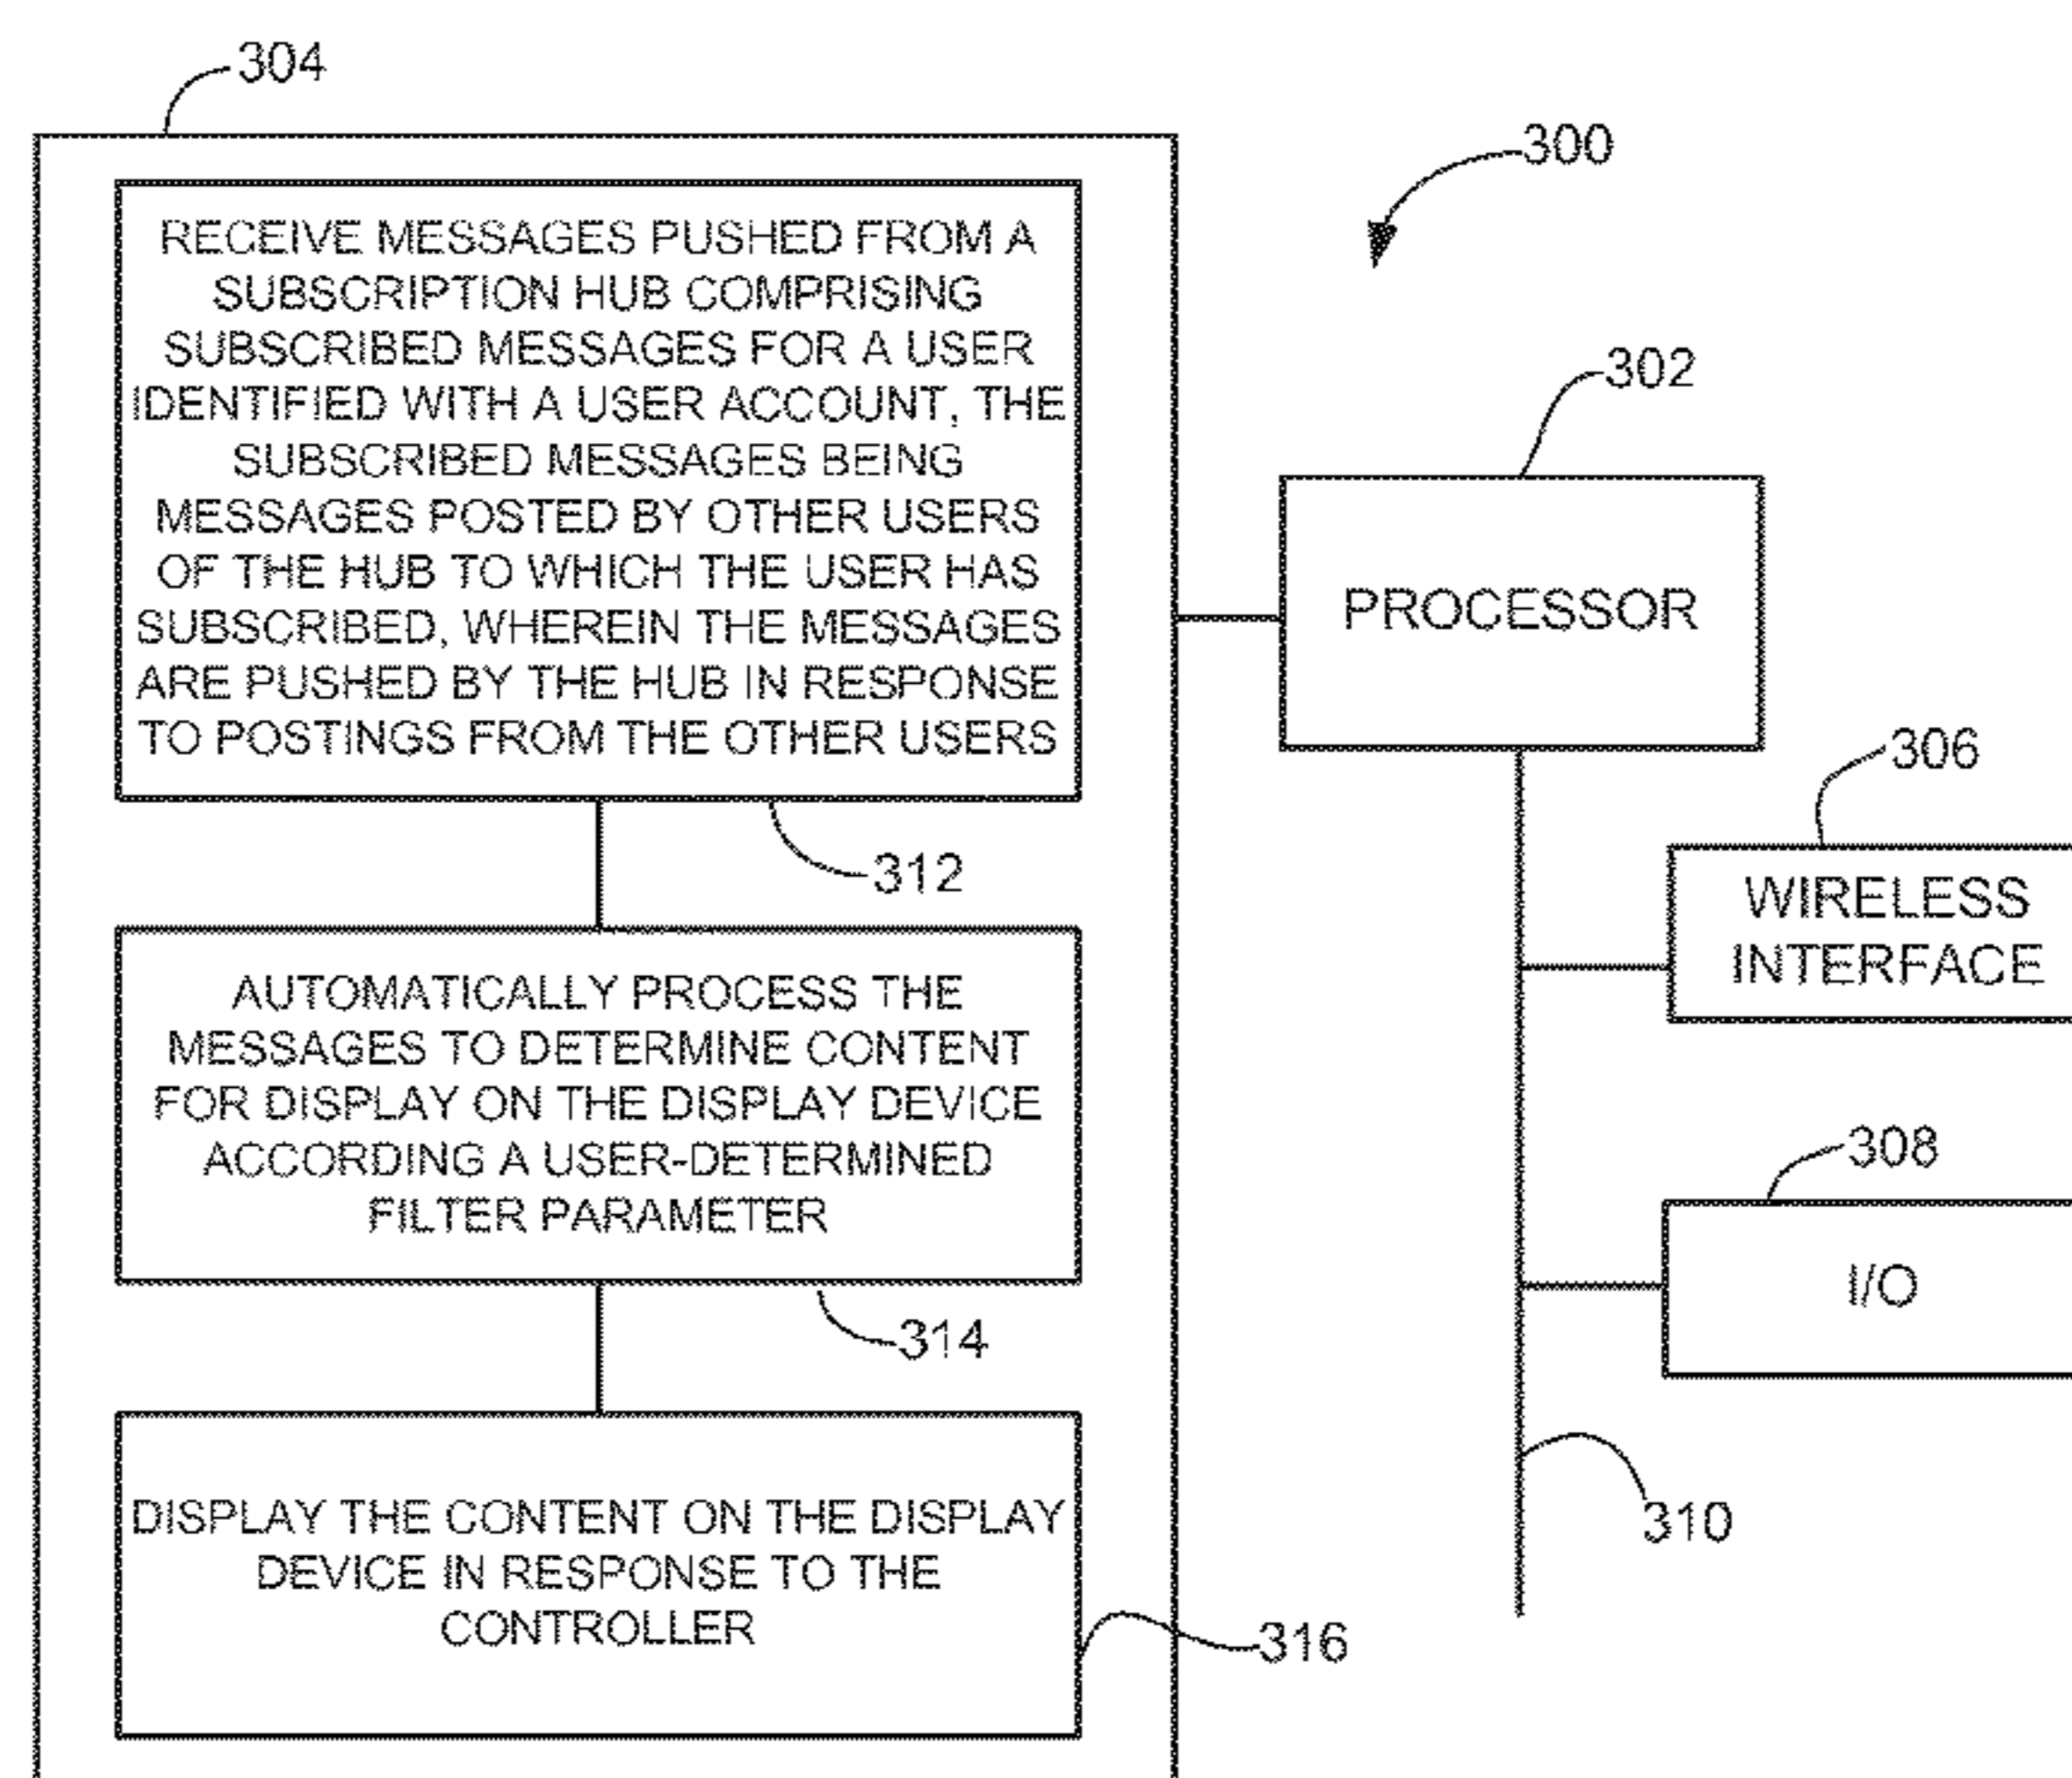 304
300
RECEIVE MESSAGES PUSHED FROM A
SUBSCRIPTION HUB COMPRISING
SUBSCRIBED MESSAGES FOR A USER
IDENTIFIED WITH A USER ACCOUNT, THE
SUBSCRIBED MESSAGES BEING
MESSAGES POSTED BY OTHER USERS
OF THE HUB TO WHICH THE USER HAS
SUBSCRIBED, WHEREIN THE MESSAGES
ARE PUSHED BY THE HUB IN RESPONSE
TO POSTINGS FROM THE OTHER USERS
312
302
PROCESSOR
306
WIRELESS
INTERFACE
AUTOMATICALLY PROCESS THE
MESSAGES TO DETERMINE CONTENT
FOR DISPLAY ON THE DISPLAY DEVICE
ACCORDING A USER-DETERMINED
FILTER PARAMETER
314
308
I/O
310
DISPLAY THE CONTENT ON THE DISPLAY
DEVICE IN RESPONSE TO THE
CONTROLLER
316